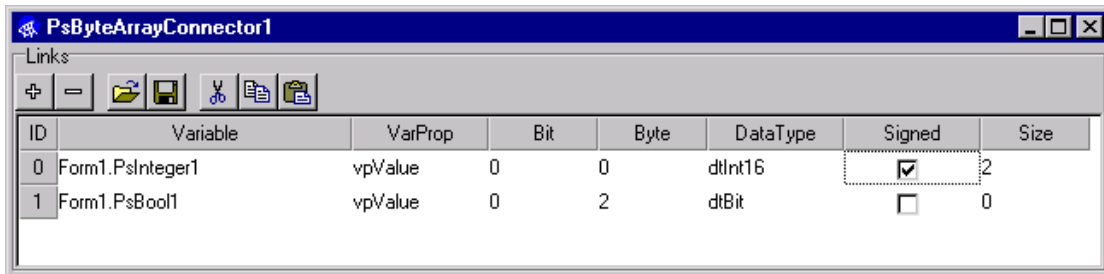 PsByteArrayConnector1
Links
ID Variable VarProp Bit Byte DataType Signed Size
0 Form1.PsInteger1 vpValue 0 0 dtInt16 2
1 Form1.PsBool1 vpValue 0 2 dtBit 0